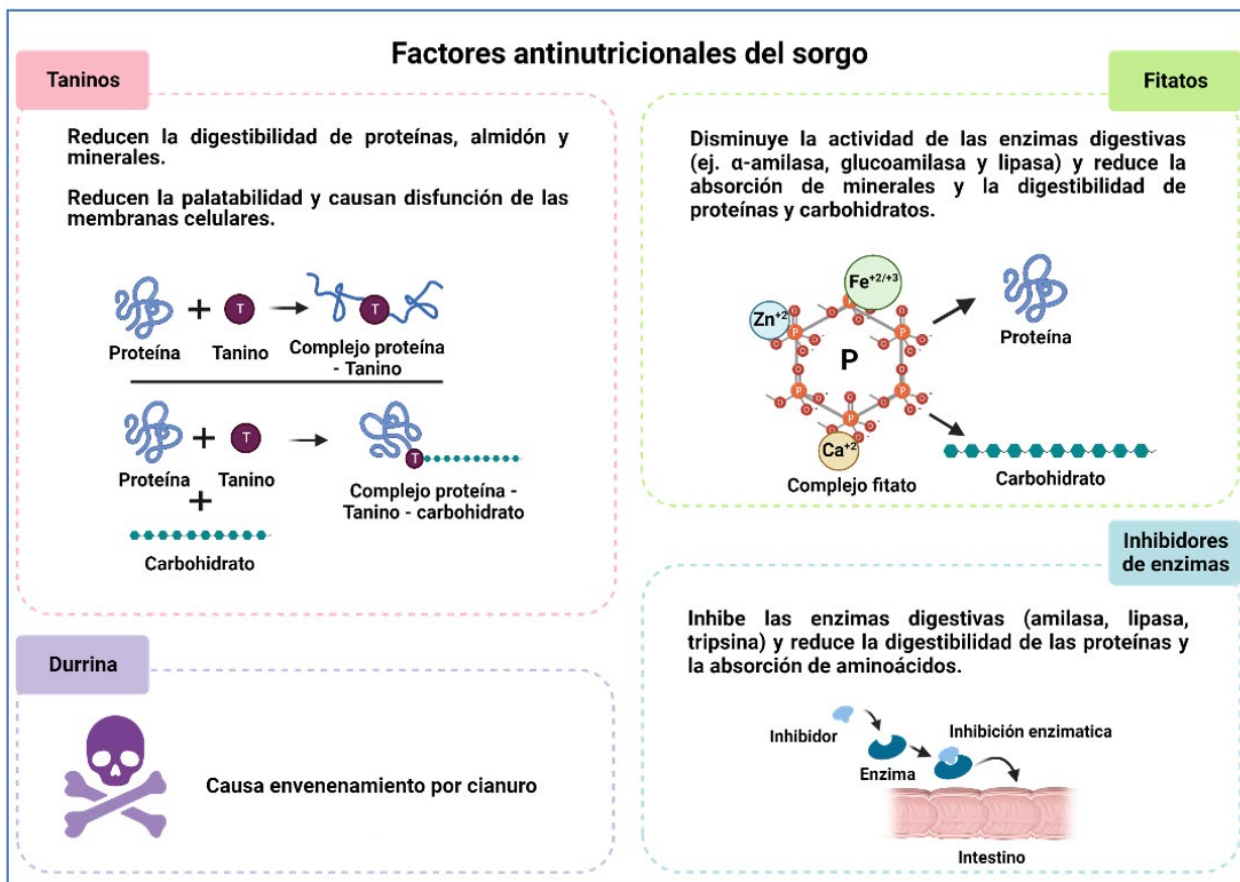 Factores antinutricionales del sorgo
Taninos
Reducen la digestibilidad de proteínas, almidón y
minerales.
Reducen la palatabilidad y causan disfunción de las
membranas celulares.
Proteína
+
Tanino
T
Complejo proteína
- Tanino
T
Proteína
+
Tanino
T
+
Carbohidrato
Complejo proteína -
Tanino - carbohidrato
T
Fitatos
Disminuye la actividad de las enzimas digestivas
(ej. α-amilasa, glucoamilasa y lipasa) y reduce la
absorción de minerales y la digestibilidad de
proteínas y carbohidratos.
Fe+2/+3
Zn+2
P
Ca+2
Complejo fitato
Proteína
Carbohidrato
Durrina
Causa envenenamiento por cianuro
Inhibidores
de enzimas
Inhibe las enzimas digestivas (amilasa, lipasa,
tripsina) y reduce la digestibilidad de las proteínas y
la absorción de aminoácidos.
Inhibidor
Enzima
Inhibición enzimatica
Intestino